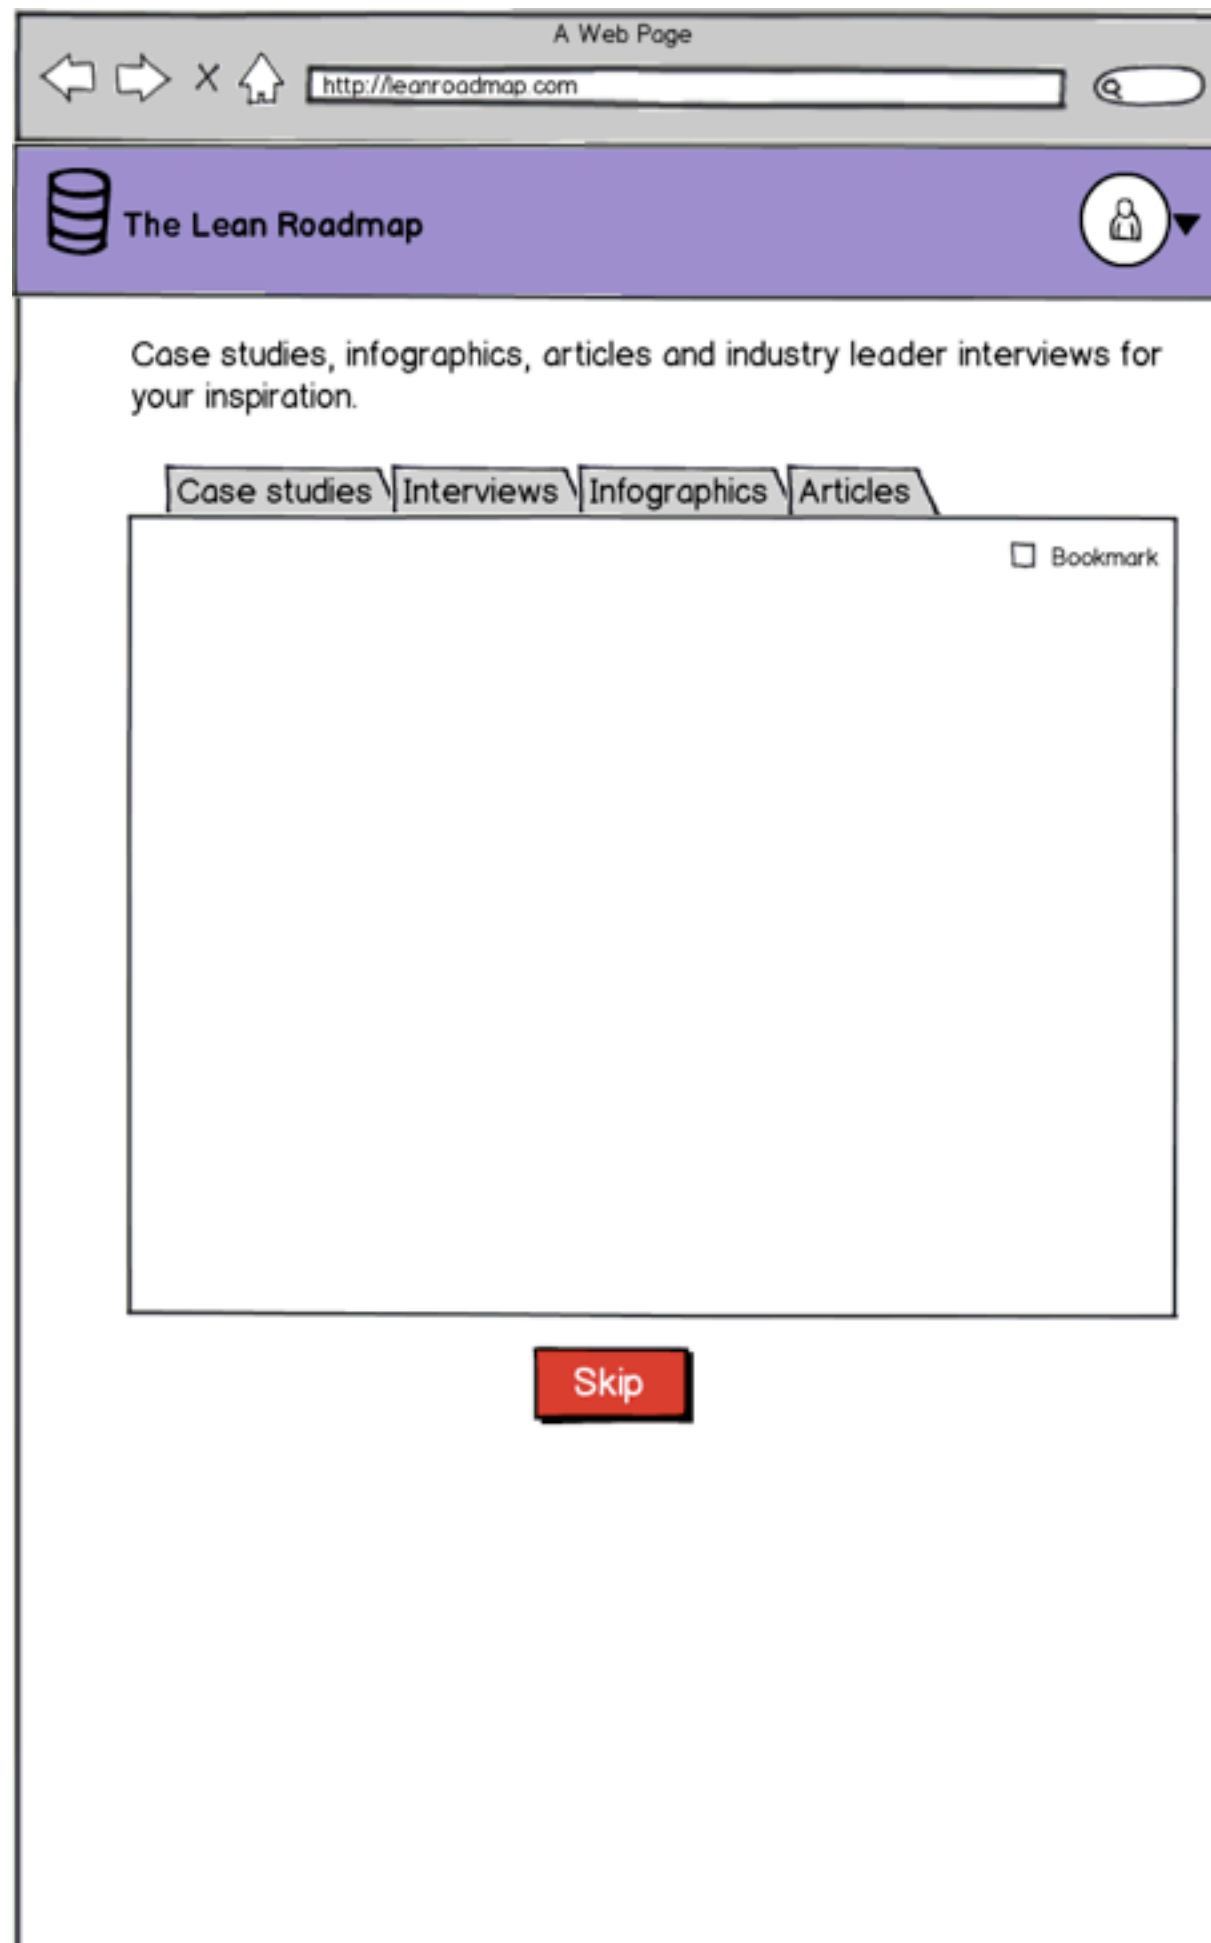 A Web Page
http://leanroadmap.com
The Lean Roadmap
Case studies, infographics, articles and industry leader interviews for
your inspiration.
Case studies Interviews Infographics Articles
Bookmark
Skip